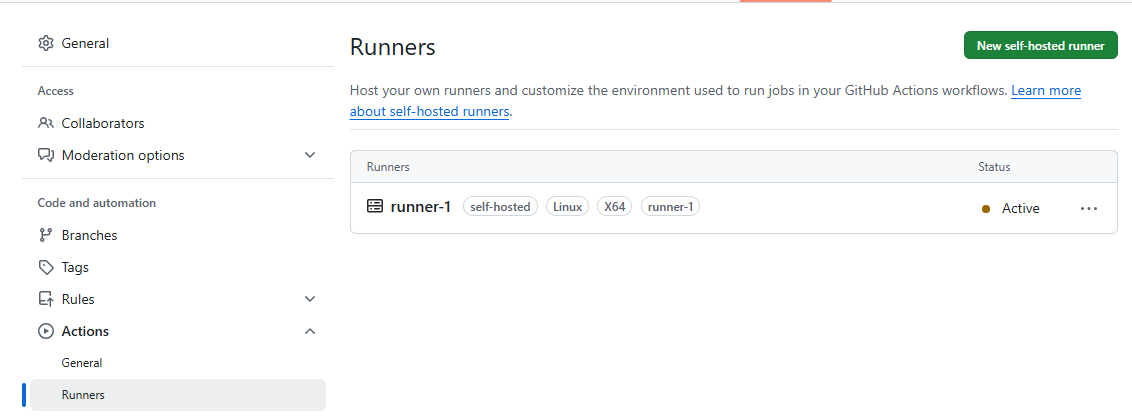 General
Access
Collaborators
Moderation options
Code and automation
Branches
Tags
Rules
Actions
General
Runners
Runners
New self-hosted runner
Host your own runners and customize the environment used to run jobs in your GitHub Actions workflows. Learn more
about self-hosted runners.
Runners Status
runner-1 self-hosted Linux X64 runner-1 Active